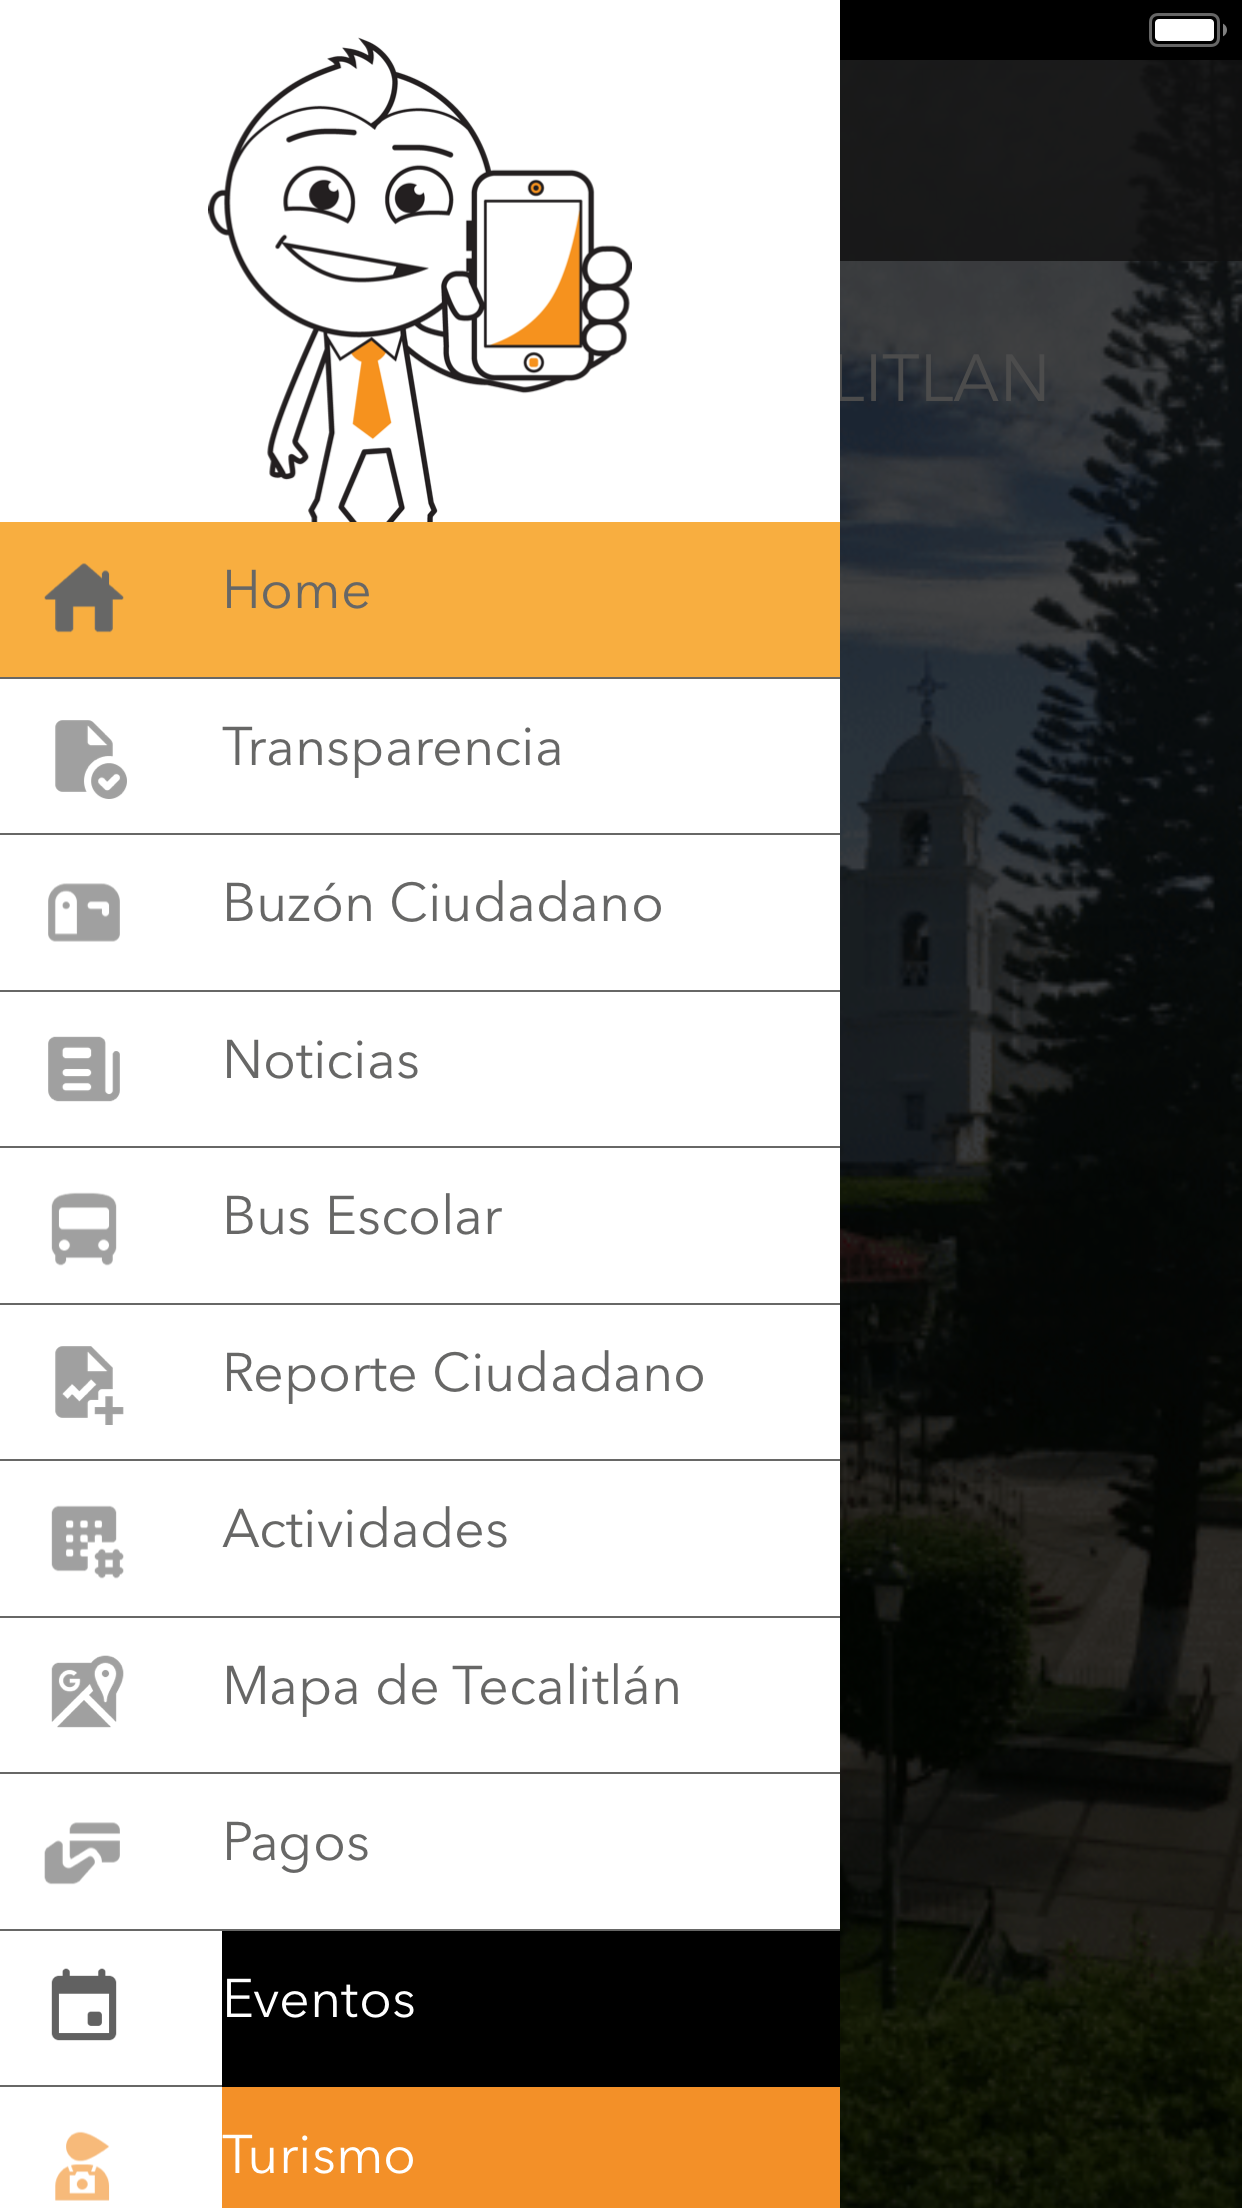 LITLAN
Home
Transparencia
Buzón Ciudadano
Noticias
Bus Escolar
Reporte Ciudadano
Actividades
G
Mapa de Tecalitlán
Pagos
Eventos
Turismo